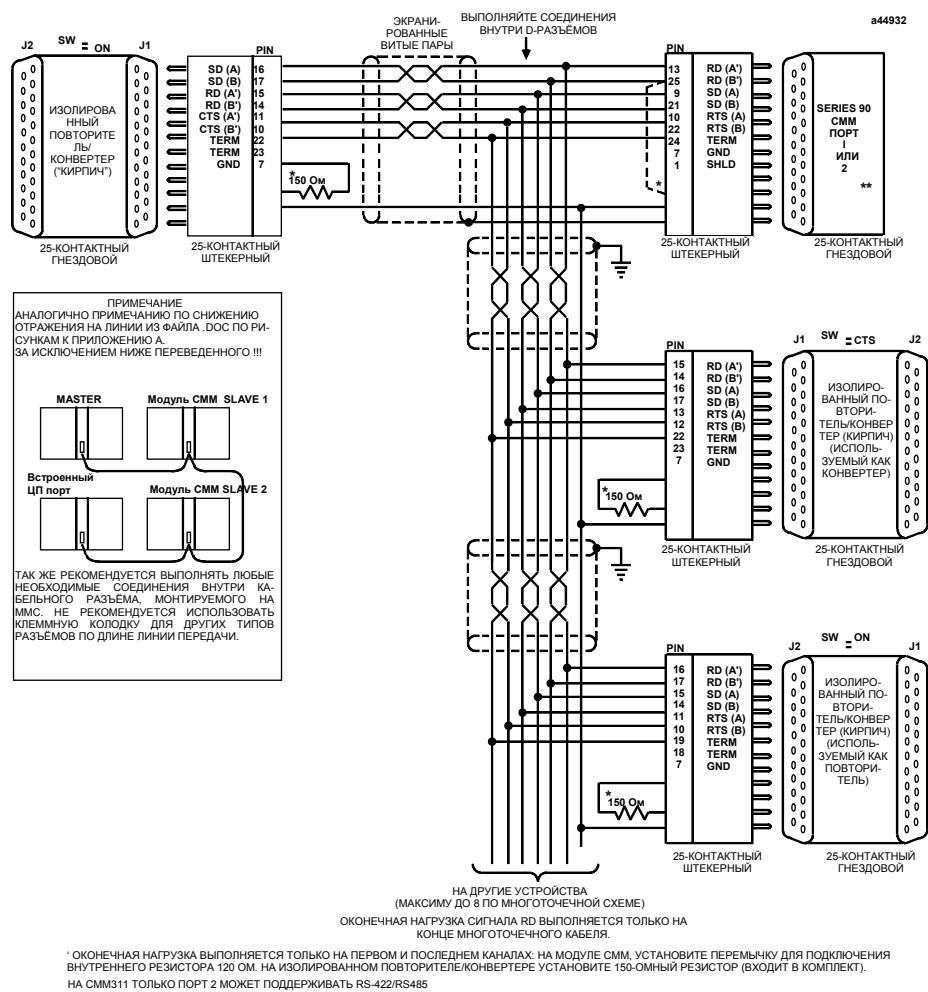 a44932
ЭКРАНИ-
РОВАННЫЕ
ВИТЫЕ ПАРЫ
ВЫПОЛНЯЙТЕ СОЕДИНЕНИЯ
ВНУТРИ D-РАЗЪЁМОВ
J2
SW
ON
J1
PIN
ИЗОЛИРОВА
ННЫЙ
ПОВТОРИТЕ
ЛЬ/
КОНВЕРТЕР
("КИРПИЧ")
SD (A) 16
SD (B) 17
RD (A') 15
RD (B') 14
CTS (A') 11
CTS (B') 10
TERM 22
TERM 23
GND 7
* 150 Ом
25-КОНТАКТНЫЙ
ГНЕЗДОВОЙ
25-КОНТАКТНЫЙ
ШТЕКЕРНЫЙ
PIN
13 RD (A')
25 RD (B')
9 SD (A)
21 SD (B)
10 RTS (A)
22 RTS (B)
24 TERM
7 GND
1 SHLD
*
SERIES 90
CMM
ПОРТ
I
ИЛИ
2
**
25-КОНТАКТНЫЙ
ШТЕКЕРНЫЙ
25-КОНТАКТНЫЙ
ГНЕЗДОВОЙ
ПРИМЕЧАНИЕ
АНАЛОГИЧНО ПРИМЕЧАНИЮ ПО СНИЖЕНИЮ
ОТРАЖЕНИЯ НА ЛИНИИ ИЗ ФАЙЛА .DOC ПО РИ-
СУНКАМ К ПРИЛОЖЕНИЮ А.
ЗА ИСКЛЮЧЕНИЕМ НИЖЕ ПЕРЕВЕДЕННОГО !!!
MASTER
Модуль CMM SLAVE 1
Встроенный
ЦП порт
Модуль CMM SLAVE 2
ТАК ЖЕ РЕКОМЕНДУЕТСЯ ВЫПОЛНЯТЬ ЛЮБЫЕ
НЕОБХОДИМЫЕ СОЕДИНЕНИЯ ВНУТРИ КА-
БЕЛЬНОГО РАЗЪЁМА, МОНТИРУЕМОГО НА
ММС. НЕ РЕКОМЕНДУЕТСЯ ИСПОЛЬЗОВАТЬ
КЛЕММНУЮ КОЛОДКУ ДЛЯ ДРУГИХ ТИПОВ
РАЗЪЁМОВ ПО ДЛИНЕ ЛИНИИ ПЕРЕДАЧИ.
PIN
J1
SW
CTS
J2
15 RD (A')
14 RD (B')
16 SD (A)
17 SD (B)
13 RTS (A)
12 RTS (B)
22 TERM
23 TERM
7 GND
* 150 Ом
ИЗОЛИРО-
ВАННЫЙ ПО-
ВТОРИ-
ТЕЛЬ/КОНВЕР
ТЕР (КИРПИЧ)
(ИСПОЛЬ-
ЗУЕМЫЙ КАК
КОНВЕРТЕР)
25-КОНТАКТНЫЙ
ШТЕКЕРНЫЙ
25-КОНТАКТНЫЙ
ГНЕЗДОВОЙ
PIN
J2
SW
ON
J1
16 RD (A')
17 RD (B')
15 SD (A)
14 SD (B)
11 RTS (A)
10 RTS (B)
19 TERM
18 TERM
7 GND
* 150 Ом
ИЗОЛИРО-
ВАННЫЙ ПО-
ВТОРИ-
ТЕЛЬ/КОНВЕР
ТЕР (КИРПИЧ)
(ИСПОЛЬ-
ЗУЕМЫЙ КАК
ПОВТОРИ-
ТЕЛЬ)
25-КОНТАКТНЫЙ
ШТЕКЕРНЫЙ
25-КОНТАКТНЫЙ
ГНЕЗДОВОЙ
НА ДРУГИЕ УСТРОЙСТВА
(МАКСИМУ ДО 8 ПО МНОГОТОЧЕЧНОЙ СХЕМЕ)
ОКОНЕЧНАЯ НАГРУЗКА СИГНАЛА RD ВЫПОЛНЯЕТСЯ ТОЛЬКО НА
КОНЦЕ МНОГОТОЧЕЧНОГО КАБЕЛЯ.
' ОКОНЕЧНАЯ НАГРУЗКА ВЫПОЛНЯЕТСЯ ТОЛЬКО НА ПЕРВОМ И ПОСЛЕДНЕМ КАНАЛАХ: НА МОДУЛЕ CMM, УСТАНОВИТЕ ПЕРЕМЫЧКУ ДЛЯ ПОДКЛЮЧЕНИЯ
ВНУТРЕННЕГО РЕЗИСТОРА 120 ОМ. НА ИЗОЛИРОВАННОМ ПОВТОРИТЕЛЕ/КОНВЕРТЕРЕ УСТАНОВИТЕ 150-ОМНЫЙ РЕЗИСТОР (ВХОДИТ В КОМПЛЕКТ).
НА CMM311 ТОЛЬКО ПОРТ 2 МОЖЕТ ПОДДЕРЖИВАТЬ RS-422/RS485